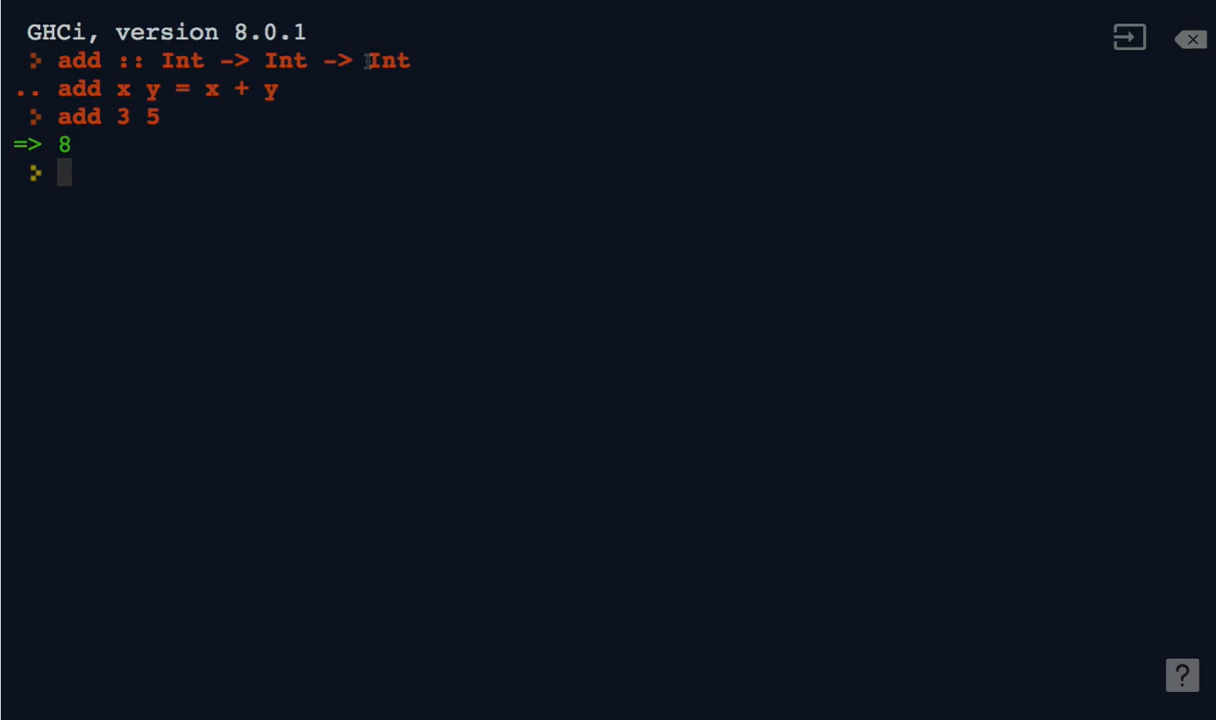 GHCi, version 8.0.1
> add :: Int -> Int -> Int
.. add x y = x + y
> add 3 5
=> 8
>
?